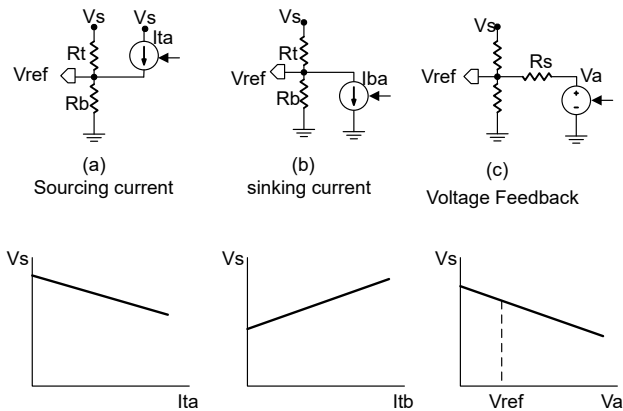 Vs
Vs
Ita
Rt
Vref
Rb
(a)
Sourcing current
Vs
Rt
Vref
Rb
Iba
(b)
sinking current
Vs
Rs
Va
Vref
+
-
(c)
Voltage Feedback
Vs
Ita
Vs
Itb
Vs
Vref
Va